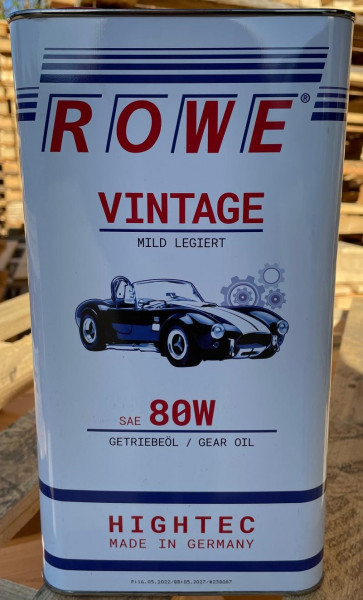 ROWE®
VINTAGE
MILD LEGIERT
SAE 80W
GETRIEBEÖL / GEAR OIL
HIGHTEC
MADE IN GERMANY